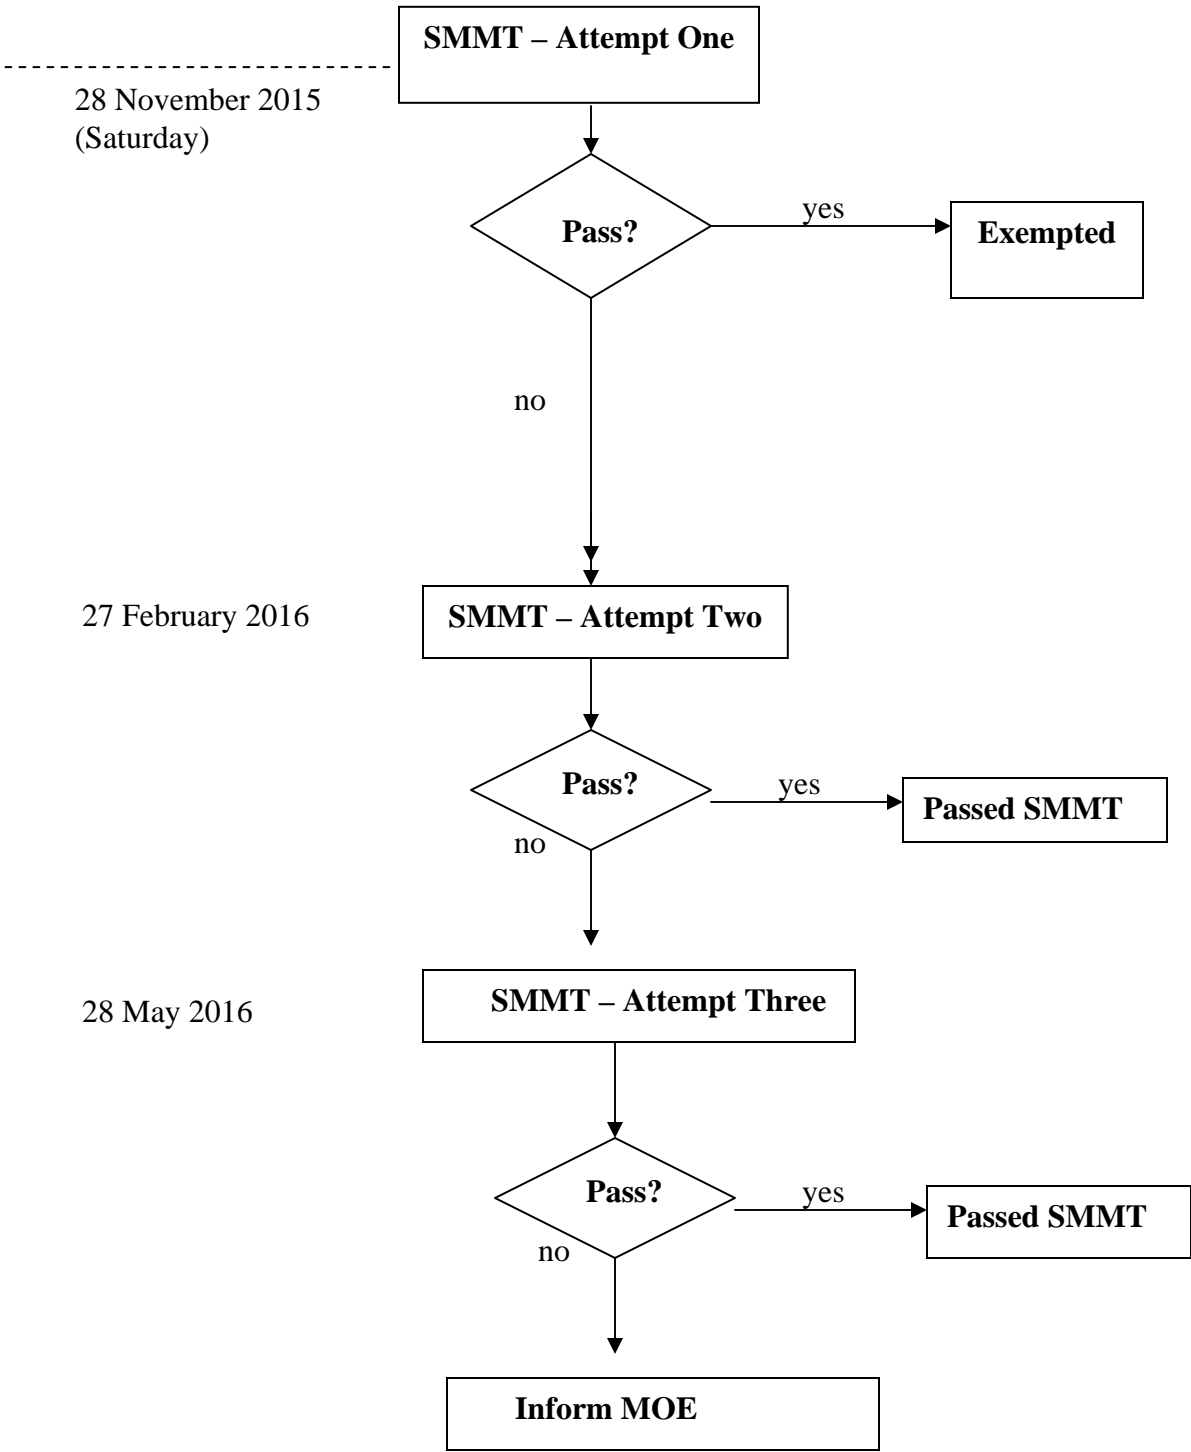 SMMT – Attempt One
28 November 2015
(Saturday)
Pass?
yes
Exempted
no
27 February 2016
SMMT – Attempt Two
Pass?
yes
Passed SMMT
no
28 May 2016
SMMT – Attempt Three
Pass?
yes
Passed SMMT
no
Inform MOE